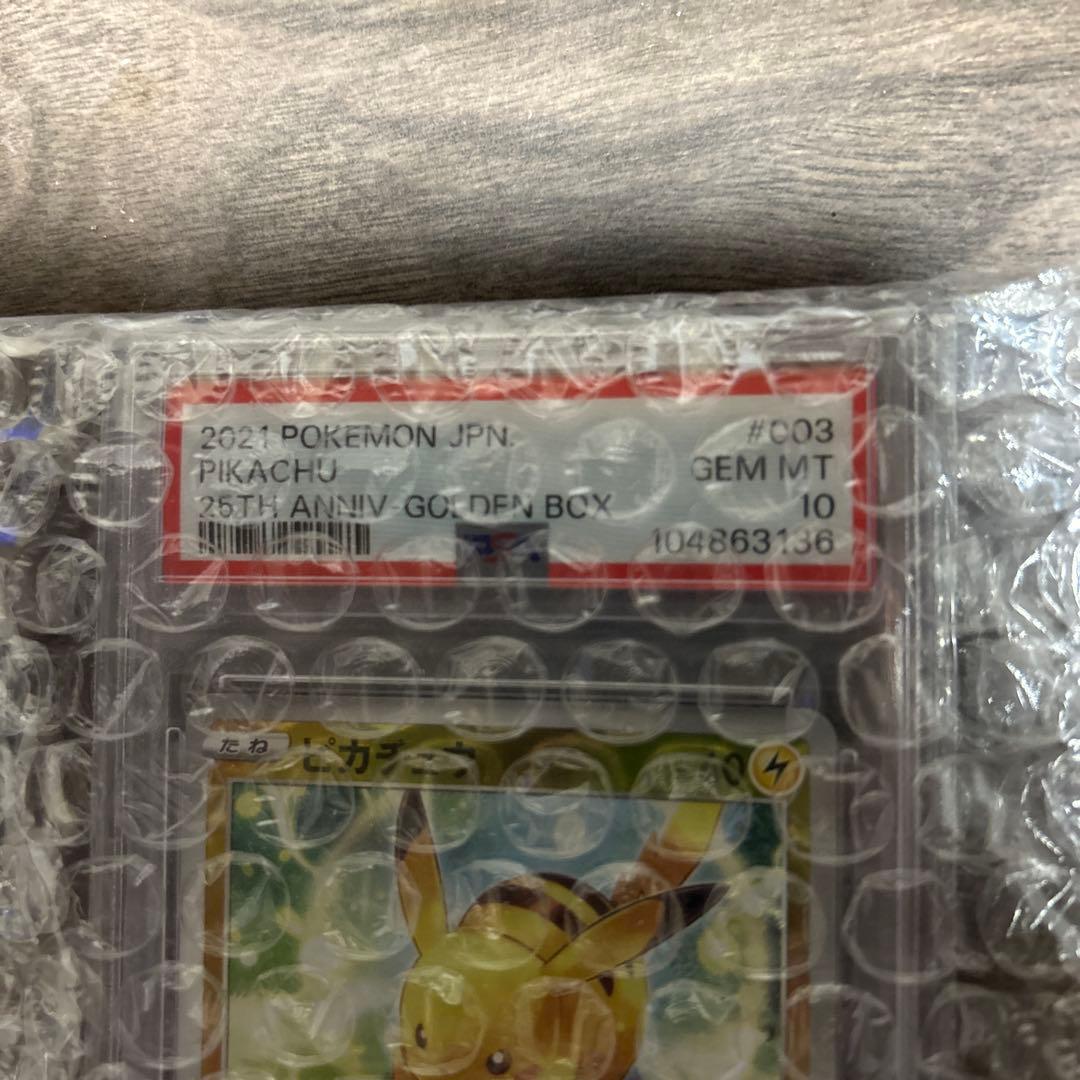 2021 POKEMON JPN. #003
PIKACHU GEM MT
25TH ANNIV-GOLDEN BOX 10
104863136
たね ピカチュウ